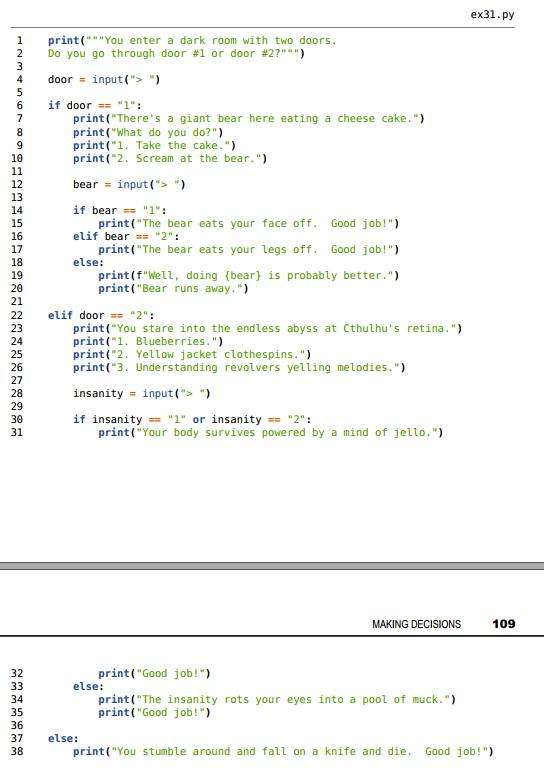 ex31.py
1 print("""You enter a dark room with two doors.
2 Do you go through door #1 or door #2?""")
3
4 door = input("> ")
5
6 if door == "1":
7     print("There's a giant bear here eating a cheese cake.")
8     print("What do you do?")
9     print("1. Take the cake.")
10     print("2. Scream at the bear.")
11
12     bear = input("> ")
13
14     if bear == "1":
15         print("The bear eats your face off.  Good job!")
16     elif bear == "2":
17         print("The bear eats your legs off.  Good job!")
18     else:
19         print(f"Well, doing {bear} is probably better.")
20         print("Bear runs away.")
21
22 elif door == "2":
23     print("You stare into the endless abyss at Cthulhu's retina.")
24     print("1. Blueberries.")
25     print("2. Yellow jacket clothespins.")
26     print("3. Understanding revolvers yelling melodies.")
27
28     insanity = input("> ")
29
30     if insanity == "1" or insanity == "2":
31         print("Your body survives powered by a mind of jello.")
MAKING DECISIONS 109
32         print("Good job!")
33     else:
34         print("The insanity rots your eyes into a pool of muck.")
35         print("Good job!")
36
37 else:
38     print("You stumble around and fall on a knife and die.  Good job!")